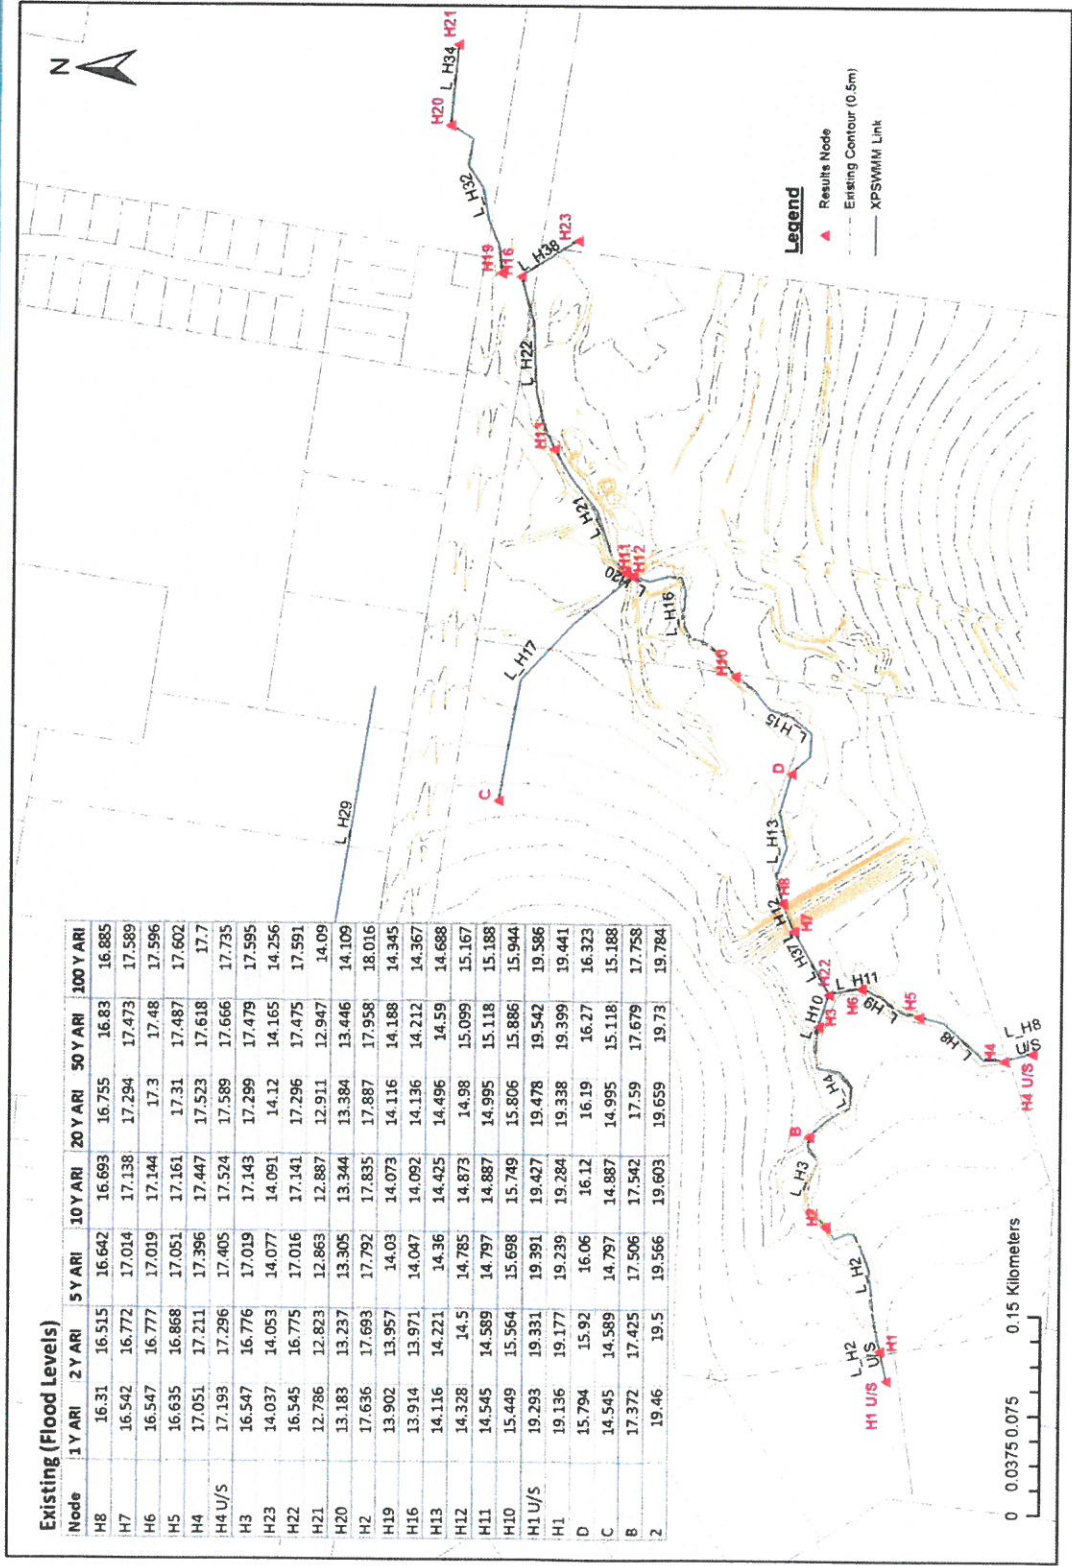 Existing (Flood Levels)
Node 1 Y ARI 2 Y ARI 5 Y ARI 10 Y ARI 20 Y ARI 50 Y ARI 100 Y ARI
H8 16.31 16.515 16.642 16.693 16.755 16.83 16.885
H7 16.542 16.772 17.014 17.138 17.294 17.473 17.589
H6 16.547 16.777 17.019 17.144 17.3 17.48 17.596
H5 16.635 16.868 17.051 17.161 17.31 17.487 17.602
H4 17.051 17.211 17.396 17.447 17.523 17.618 17.7
H4 U/S 17.193 17.296 17.405 17.524 17.589 17.666 17.735
H3 16.547 16.776 17.019 17.143 17.299 17.479 17.595
H23 14.037 14.053 14.077 14.091 14.12 14.165 14.256
H22 16.545 16.775 17.016 17.141 17.296 17.475 17.591
H21 12.786 12.823 12.863 12.887 12.911 12.947 14.09
H20 13.183 13.237 13.305 13.344 13.384 13.446 14.109
H2 17.636 17.693 17.792 17.835 17.887 17.958 18.016
H19 13.902 13.957 14.03 14.073 14.116 14.188 14.345
H16 13.914 13.971 14.047 14.092 14.136 14.212 14.367
H13 14.116 14.221 14.36 14.425 14.496 14.59 14.688
H12 14.328 14.5 14.785 14.873 14.98 15.099 15.167
H11 14.545 14.589 14.797 14.887 14.995 15.118 15.188
H10 15.449 15.564 15.698 15.749 15.806 15.886 15.944
H1 U/S 19.293 19.331 19.391 19.427 19.478 19.542 19.586
H1 19.136 19.177 19.239 19.284 19.338 19.399 19.441
D 15.794 15.92 16.06 16.12 16.19 16.27 16.323
C 14.545 14.589 14.797 14.887 14.995 15.118 15.188
B 17.372 17.425 17.506 17.542 17.59 17.679 17.758
2 19.46 19.5 19.566 19.603 19.659 19.73 19.784
N
L_H29
C
L_H17
H20
L_H34
H21
L_H32
H19
H16
L_H38
H23
L_H22
H13
L_H21
H11
H12
L_H20
L_H16
H10
L_H15
D
L_H13
H8
L_H12
H7
L_H37
H22
L_H11
H6
L_H10
H3
L_H9
H5
L_H8
H4
L_H8
U/S
H4 U/S
L_H4
B
L_H3
H2
L_H2
L_H2
U/S
H1
H1 U/S
Legend
Results Node
Existing Contour (0.5m)
XPSWMM Link
0 0.0375 0.075 0.15 Kilometers